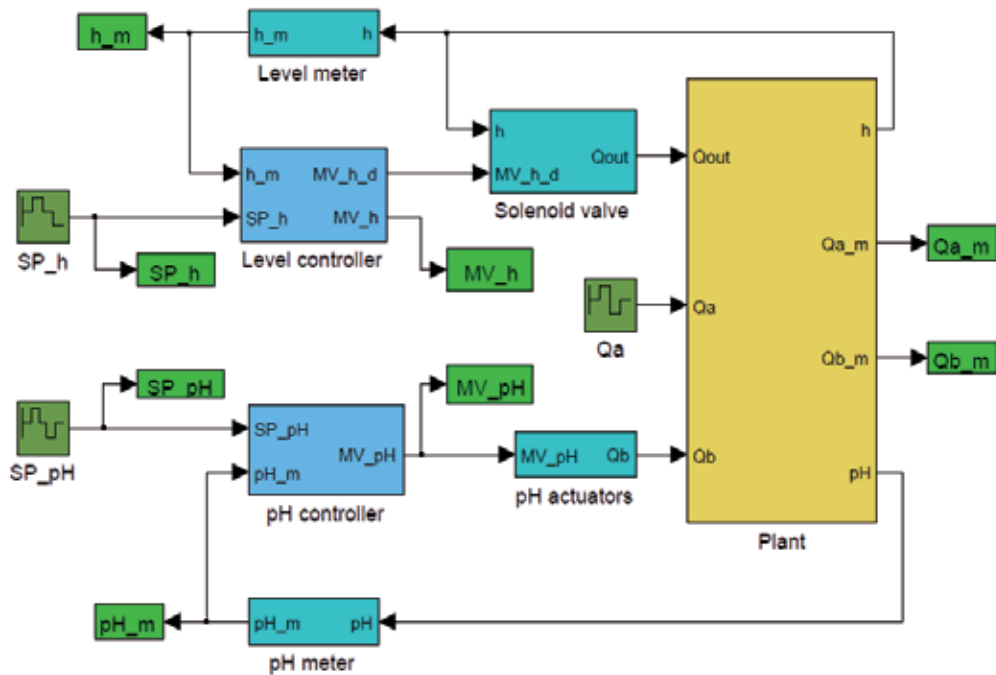 h_m
h_m h
Level meter
h
Qout
MV_h_d
Solenoid valve
h_m MV_h_d
SP_h MV_h
Level controller
SP_h
SP_h
MV_h
Qout
h
Qa_m
Qa_m
Qa
Qa
Qb_m
Qb_m
Qb
pH
Plant
SP_pH
SP_pH
MV_pH
SP_pH
MV_pH
pH_m
pH controller
MV_pH Qb
pH actuators
pH_m
pH_m pH
pH meter